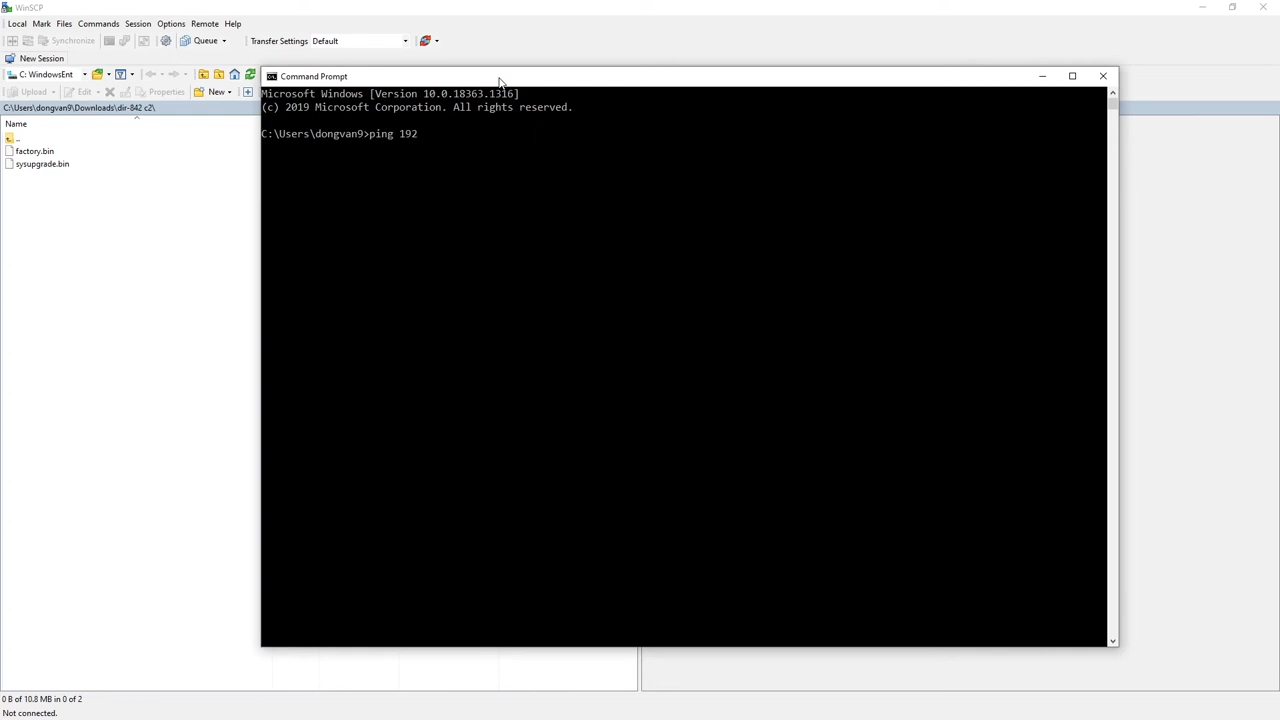 WinSCP
Local Mark Files Commands Session Options Remote Help
Synchronize Queue Transfer Settings Default
New Session
C: WindowsEnt
Upload Edit Properties New
C:\Users\dongvan9\Downloads\dir-842 c2\
Name
..
factory.bin
sysupgrade.bin
Command Prompt
Microsoft Windows [Version 10.0.18363.1316]
(c) 2019 Microsoft Corporation. All rights reserved.
C:\Users\dongvan9>ping 192
0 B of 10.8 MB in 0 of 2
Not connected.